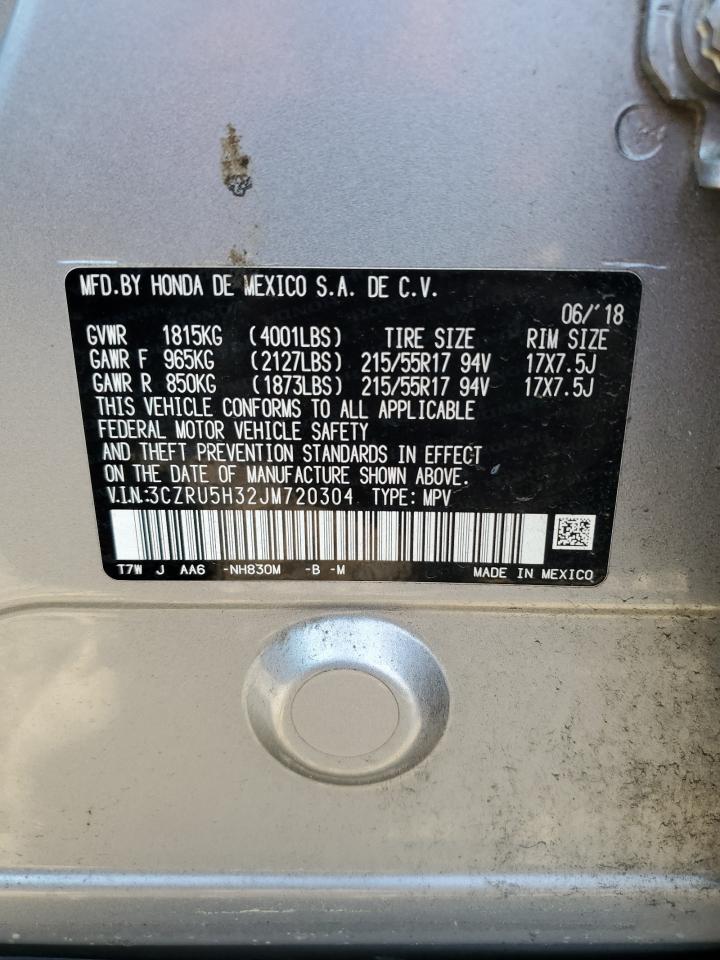 MFD.BY HONDA DE MEXICO S.A. DE C.V.
06/'18
GVWR 1815KG (4001LBS) TIRE SIZE RIM SIZE
GAWR F 965KG (2127LBS) 215/55R17 94V 17X7.5J
GAWR R 850KG (1873LBS) 215/55R17 94V 17X7.5J
THIS VEHICLE CONFORMS TO ALL APPLICABLE
FEDERAL MOTOR VEHICLE SAFETY
AND THEFT PREVENTION STANDARDS IN EFFECT
ON THE DATE OF MANUFACTURE SHOWN ABOVE.
V.I.N:3CZRU5H32JM720304 TYPE: MPV
T7W J AA6 -NH830M -B -M MADE IN MEXICO